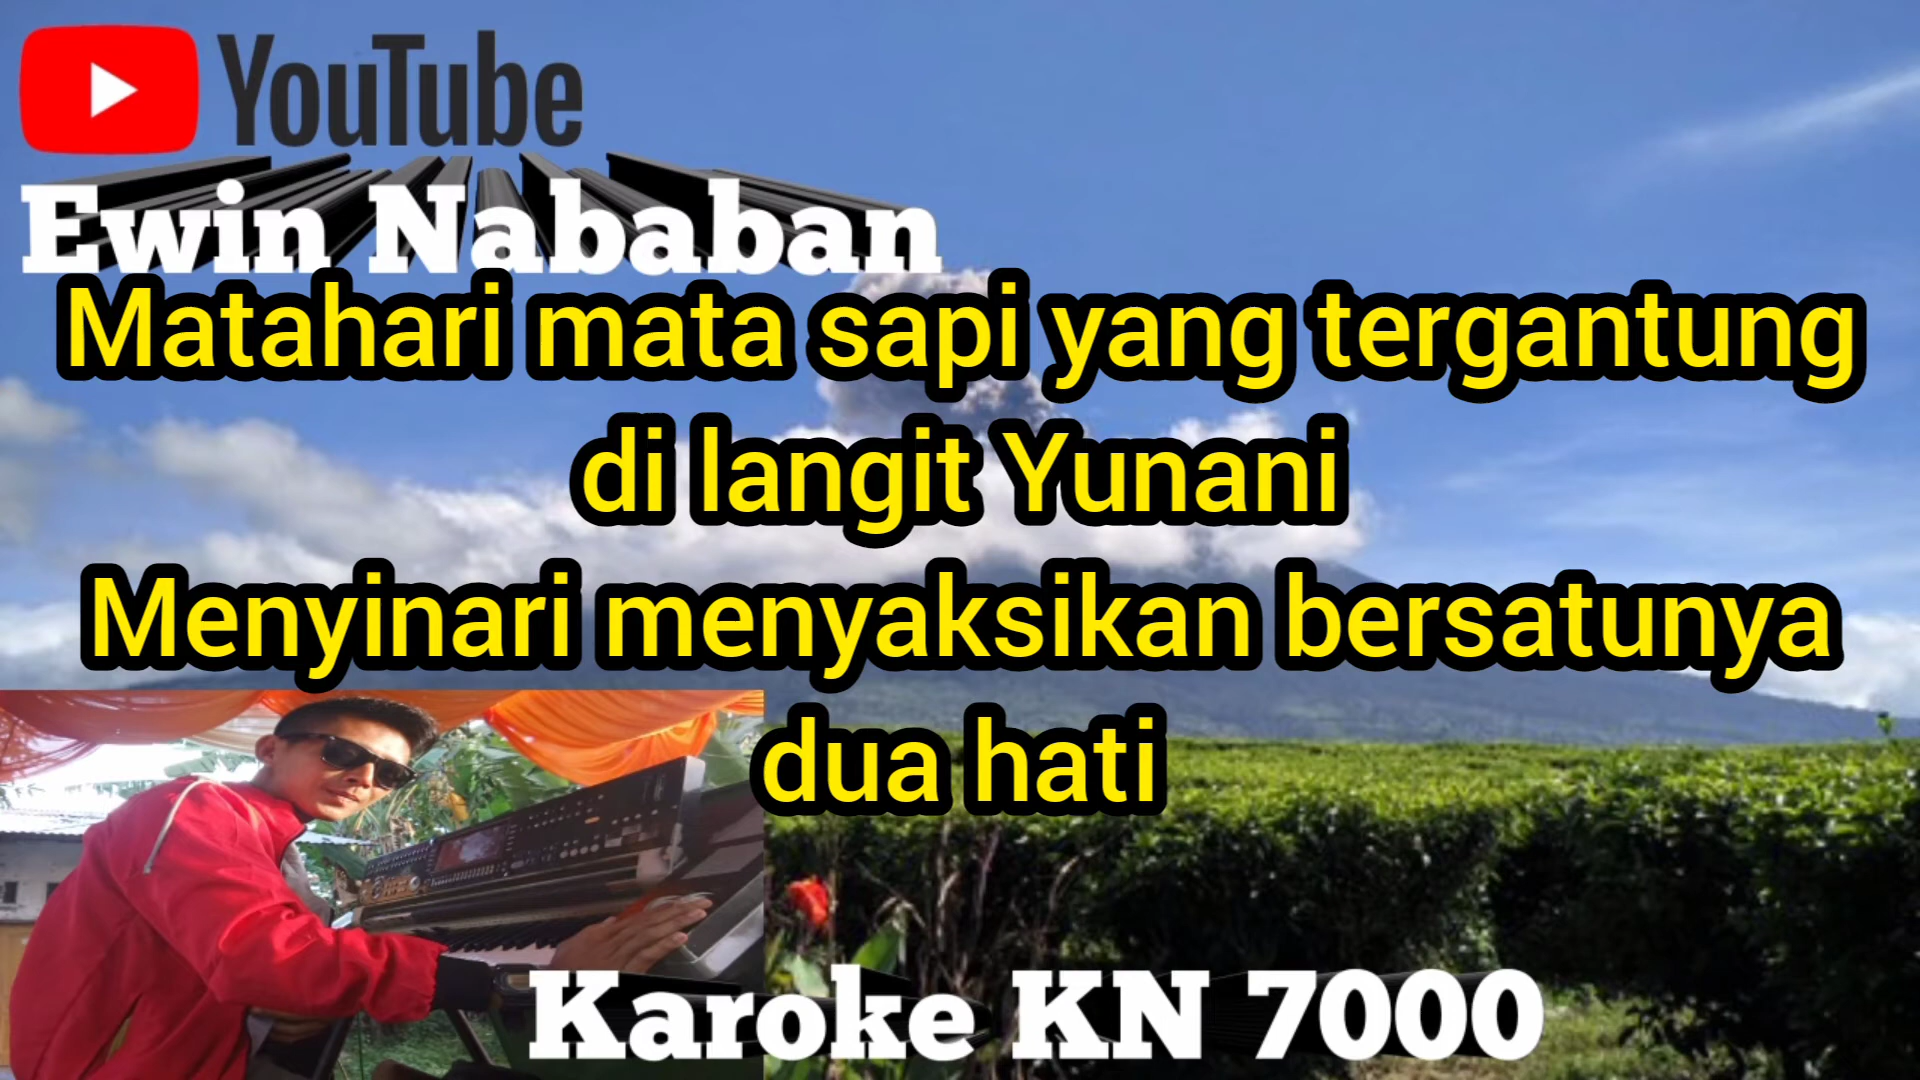 YouTube
Ewin Nababan
Matahari mata sapi yang tergantung
di langit Yunani
Menyinari menyaksikan bersatunya
dua hati
Karoke KN 7000